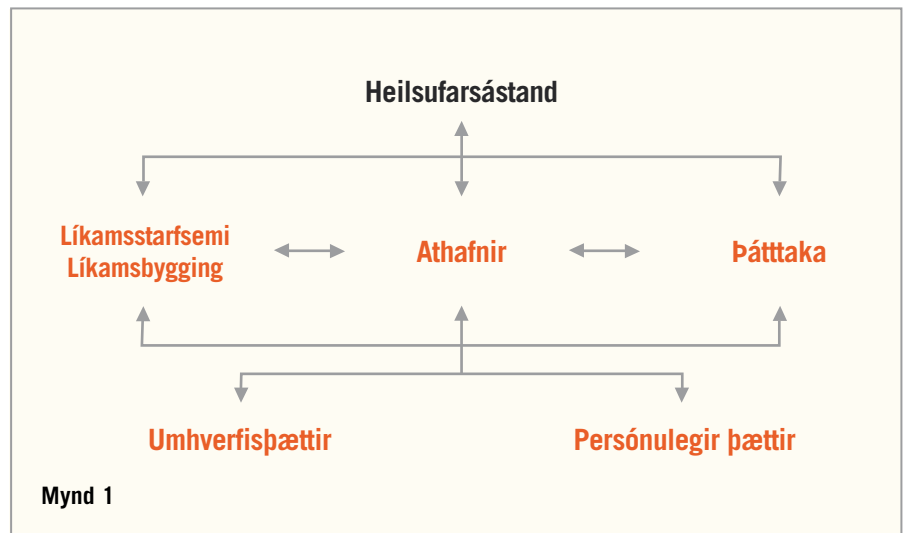 Heilsufarsástand
Líkamsstarfsemi
Líkamsbygging
Athafnir
Þátttaka
Umhverfisþættir
Persónulegir þættir
Mynd 1